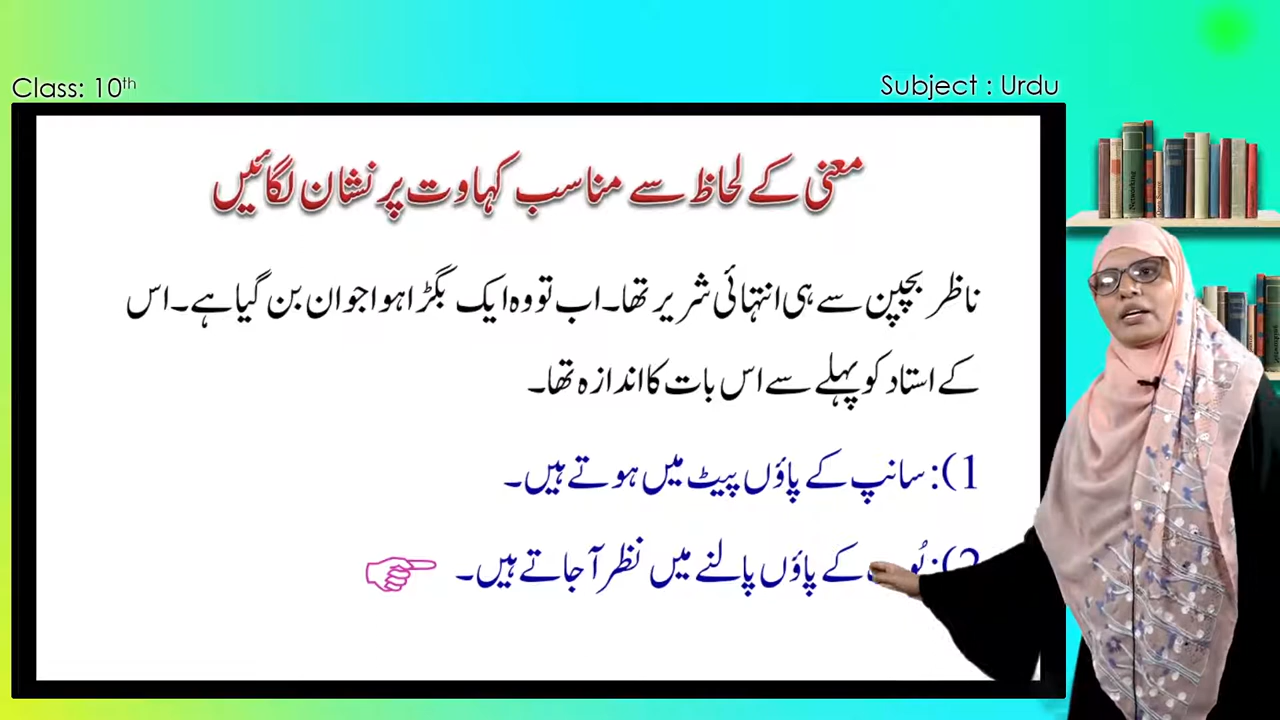 Class: 10th
Subject : Urdu
معنی کے لحاظ سے مناسب کہاوت پر نشان لگائیں
ناظر بچپن سے ہی انتہائی شریر تھا۔ اب تو وہ ایک بگڑا ہوا جوان بن گیا ہے۔ اس
کے استاد کو پہلے سے اس بات کا اندازہ تھا۔
1): سانپ کے پاؤں پیٹ میں ہوتے ہیں۔
2): کے پاؤں پالنے میں نظر آجاتے ہیں۔
Networking